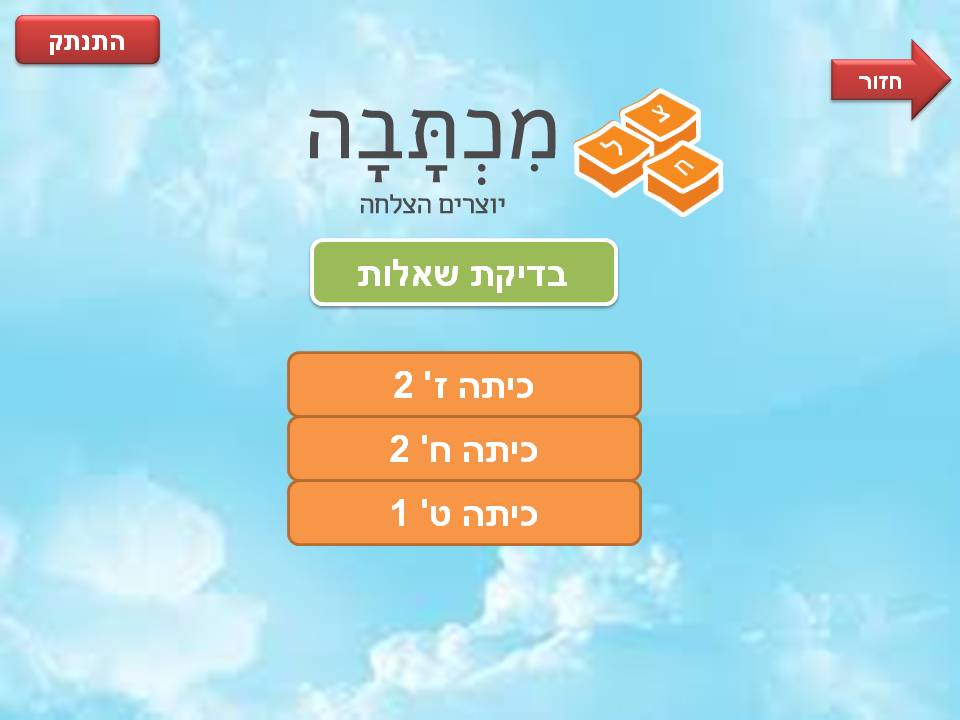 התנתק
חזור
מִכְתָּבָה
צ
ל
ח
יוצרים הצלחה
בדיקת שאלות
כיתה ז' 2
כיתה ח' 2
כיתה ט' 1